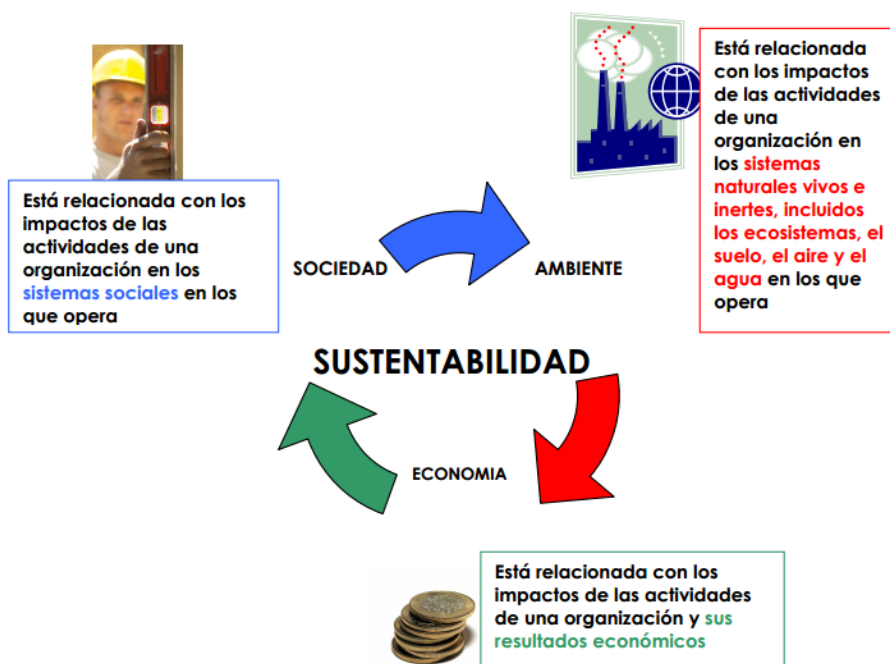 Está relacionada con los
impactos de las
actividades de una
organización en los
sistemas sociales en los
que opera
SOCIEDAD
AMBIENTE
Está relacionada
con los impactos
de las actividades
de una
organización en
los sistemas
naturales vivos e
inertes, incluidos
los ecosistemas, el
suelo, el aire y el
agua en los que
opera
SUSTENTABILIDAD
ECONOMIA
Está relacionada con los
impactos de las actividades
de una organización y sus
resultados económicos